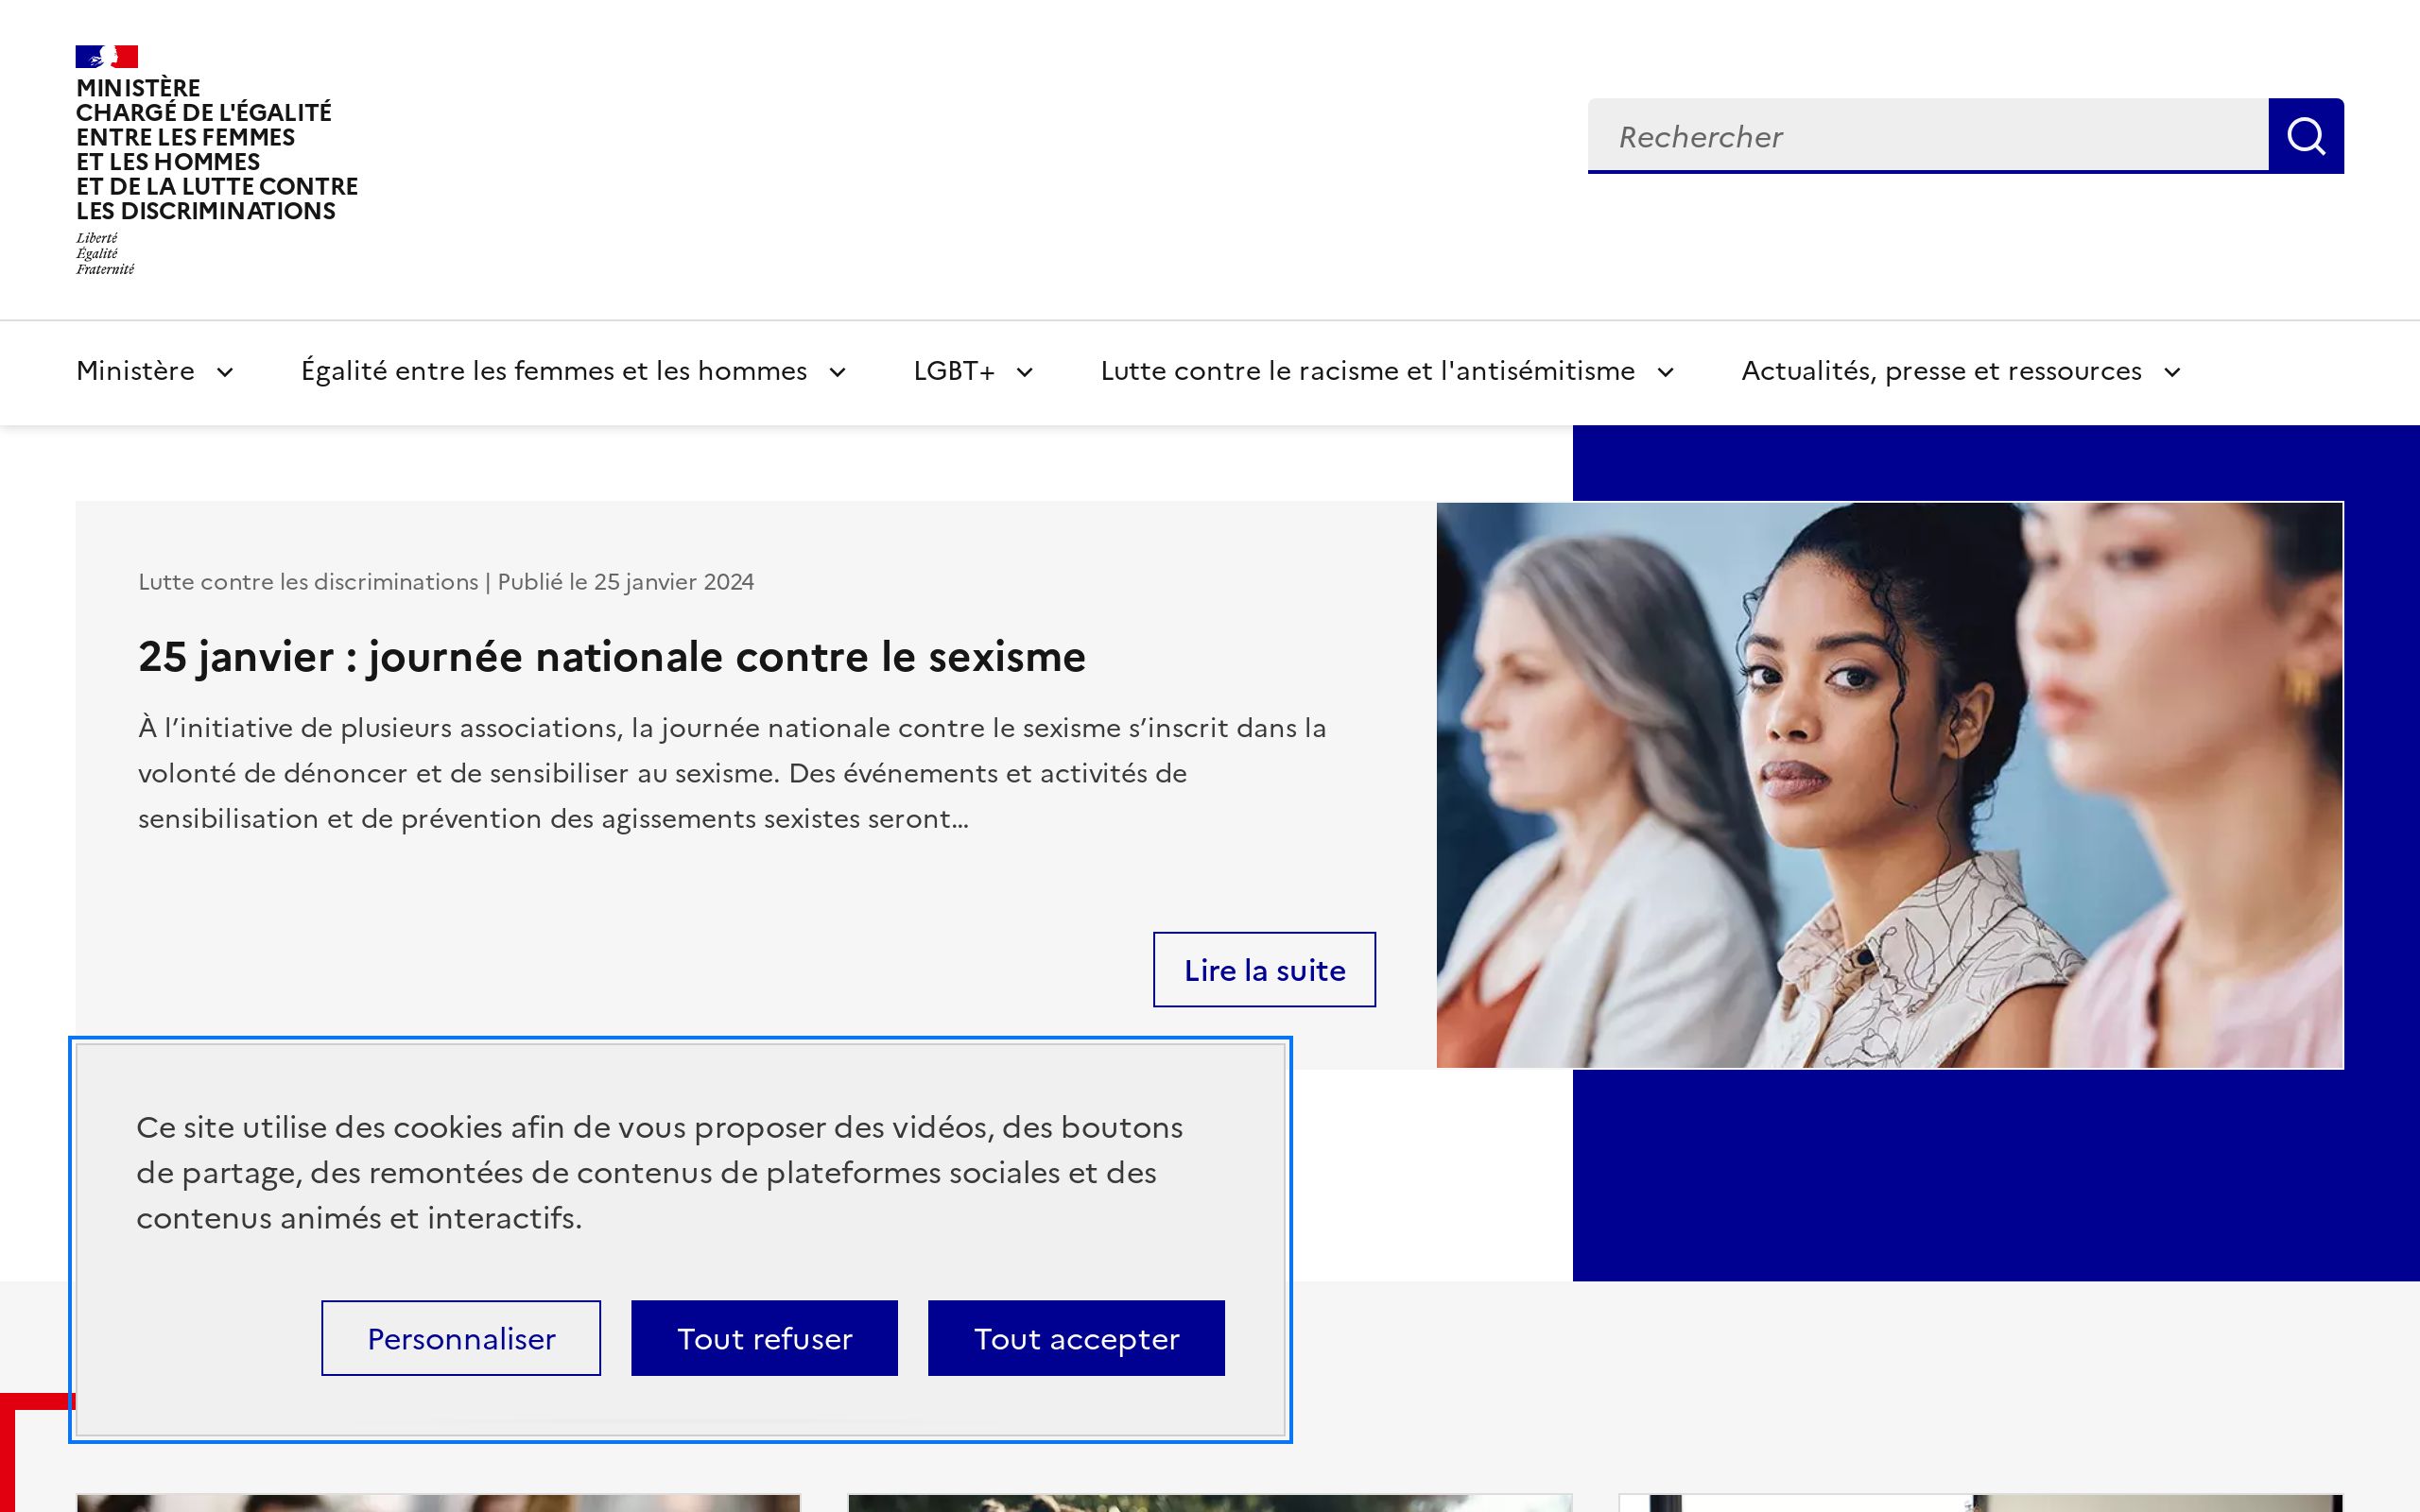 MINISTÈRE
CHARGÉ DE L'ÉGALITÉ
ENTRE LES FEMMES
ET LES HOMMES
ET DE LA LUTTE CONTRE
LES DISCRIMINATIONS
Liberté
Égalité
Fraternité
Rechercher
Ministère
Égalité entre les femmes et les hommes
LGBT+
Lutte contre le racisme et l'antisémitisme
Actualités, presse et ressources
Lutte contre les discriminations | Publié le 25 janvier 2024
25 janvier : journée nationale contre le sexisme
À l’initiative de plusieurs associations, la journée nationale contre le sexisme s’inscrit dans la
volonté de dénoncer et de sensibiliser au sexisme. Des événements et activités de
sensibilisation et de prévention des agissements sexistes seront…
Lire la suite
Ce site utilise des cookies afin de vous proposer des vidéos, des boutons
de partage, des remontées de contenus de plateformes sociales et des
contenus animés et interactifs.
Personnaliser
Tout refuser
Tout accepter